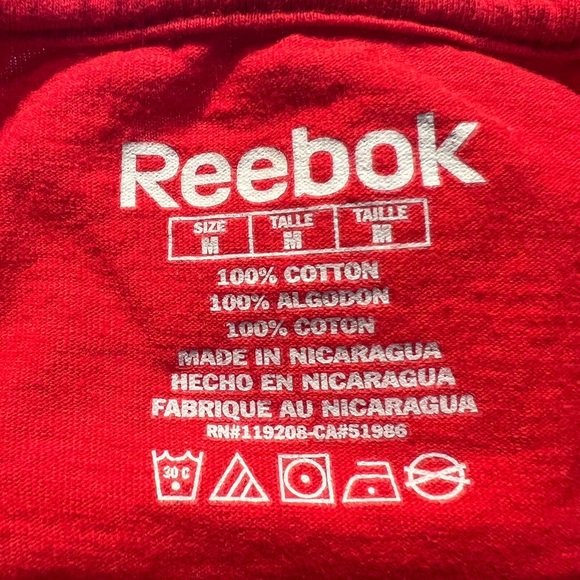 Reebok
SIZE TALLE TAILLE
M M M
100% COTTON
100% ALGODON
100% COTON
MADE IN NICARAGUA
HECHO EN NICARAGUA
FABRIQUE AU NICARAGUA
RN#119208-CA#51986
30 C